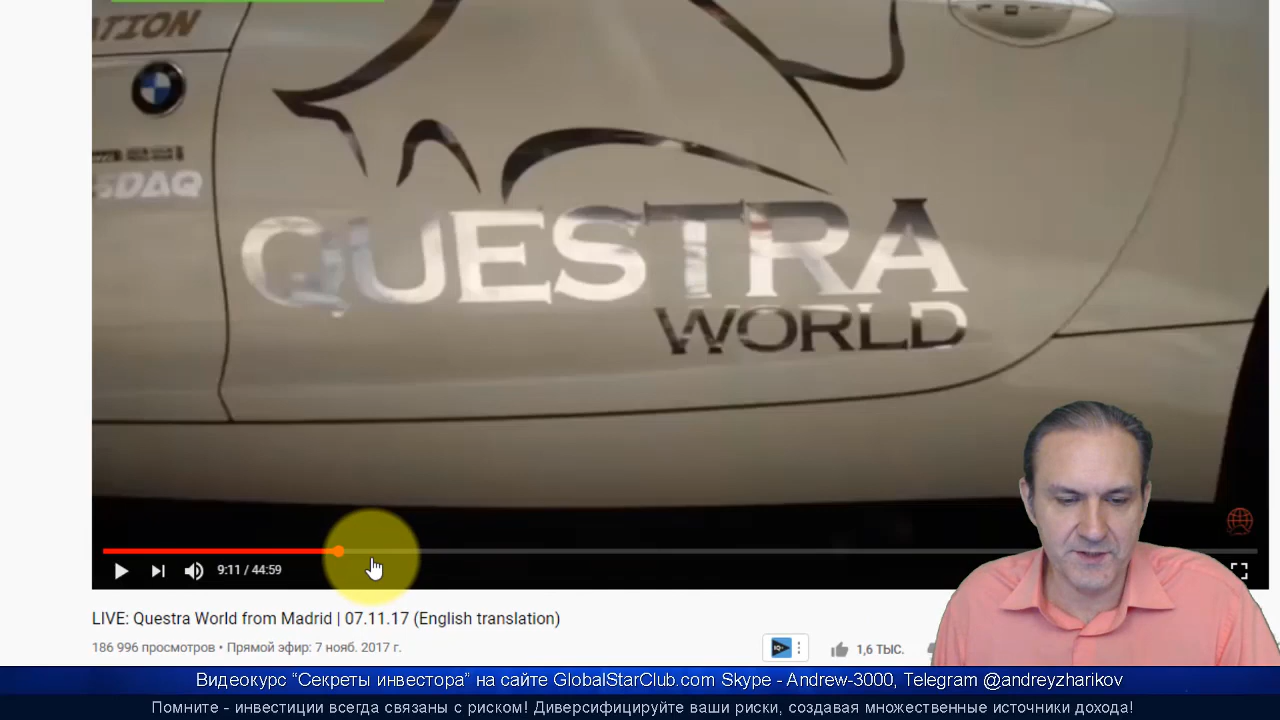 ATION
SDAQ
QUESTRA
WORLD
9:11 / 44:59
LIVE: Questra World from Madrid | 07.11.17 (English translation)
186 996 просмотров • Прямой эфир: 7 нояб. 2017 г.
1,6 ТЫС.
Видеокурс "Секреты инвестора" на сайте GlobalStarClub.com Skype - Andrew-3000, Telegram @andreyzharikov
Помните - инвестиции всегда связаны с риском! Диверсифицируйте ваши риски, создавая множественные источники дохода!